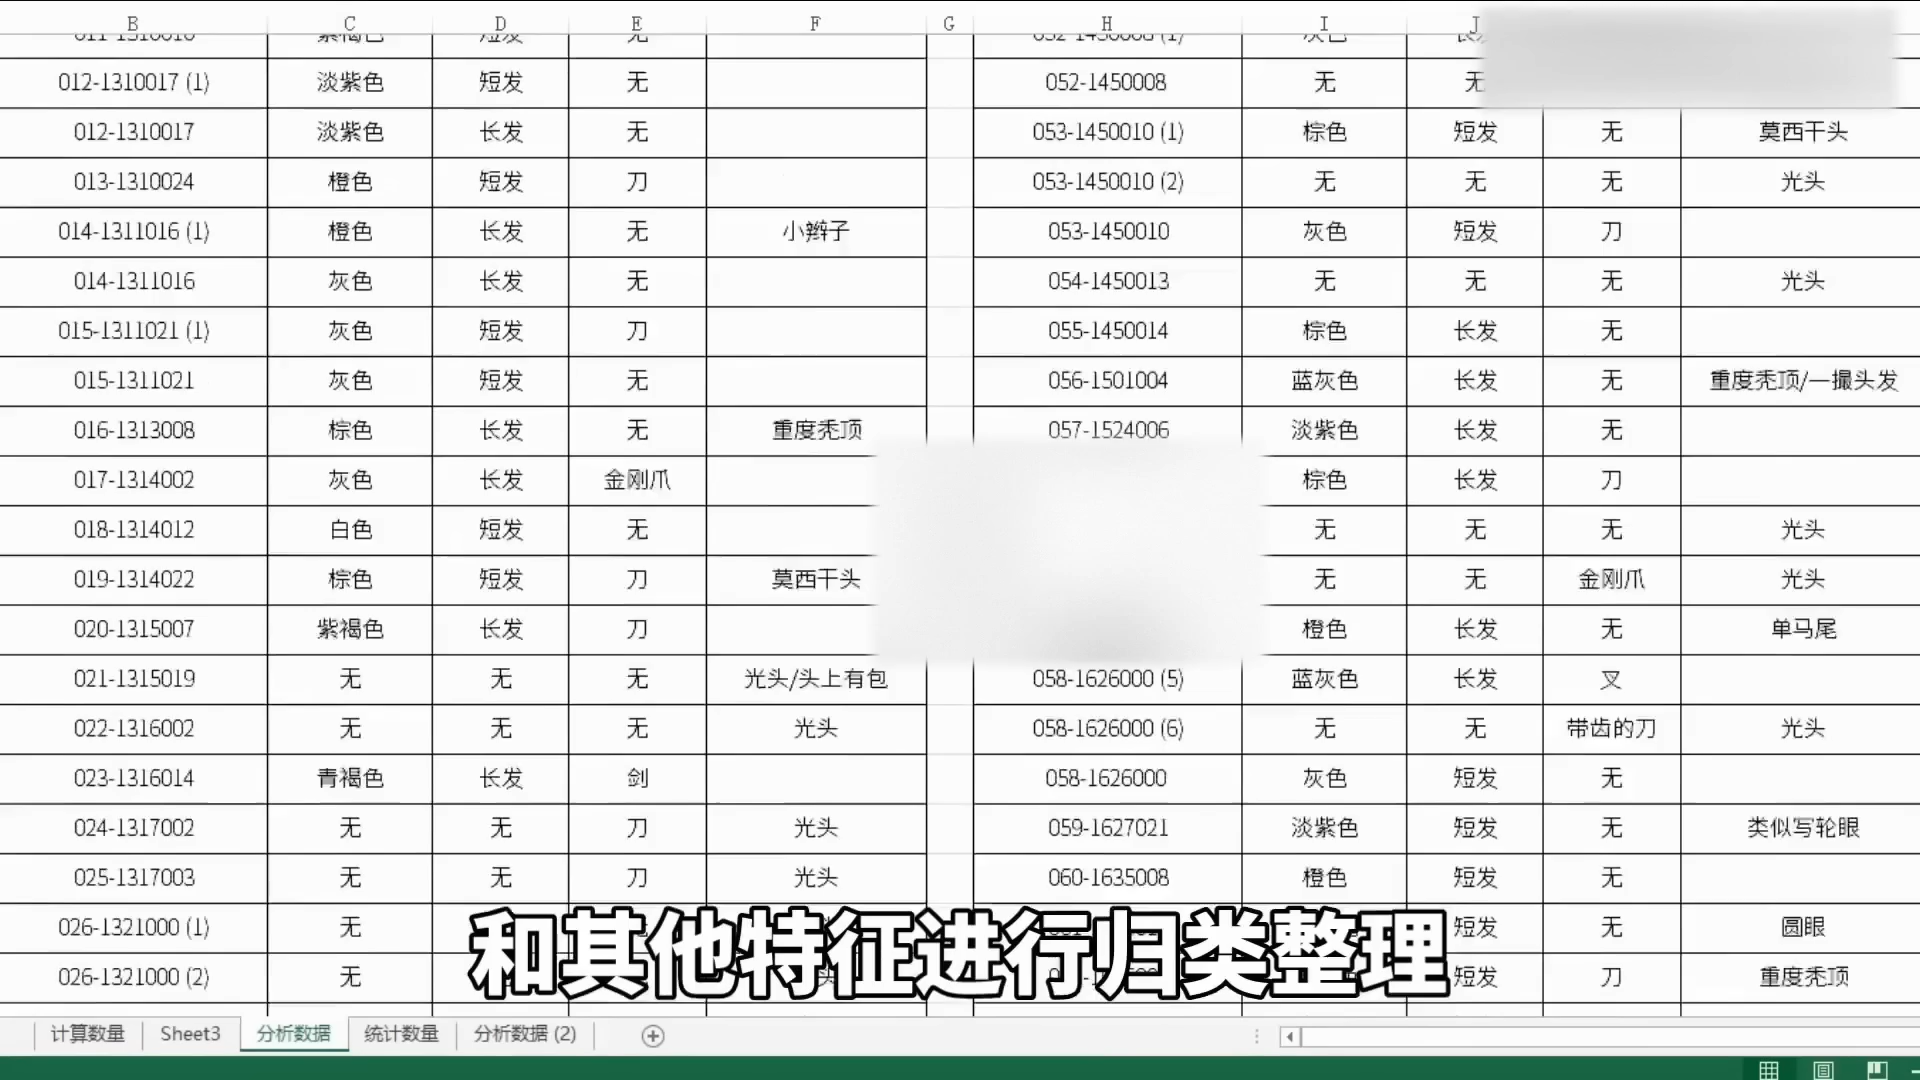 B C D E F G H I J
012-1310017 (1) 淡紫色 短发 无 052-1450008 无 无
012-1310017 淡紫色 长发 无 053-1450010 (1) 棕色 短发 无 莫西干头
013-1310024 橙色 短发 刀 053-1450010 (2) 无 无 无 光头
014-1311016 (1) 橙色 长发 无 小辫子 053-1450010 灰色 短发 刀
014-1311016 灰色 长发 无 054-1450013 无 无 无 光头
015-1311021 (1) 灰色 短发 刀 055-1450014 棕色 长发 无
015-1311021 灰色 短发 无 056-1501004 蓝灰色 长发 无 重度秃顶/一撮头发
016-1313008 棕色 长发 无 重度秃顶 057-1524006 淡紫色 长发 无
017-1314002 灰色 长发 金刚爪 棕色 长发 刀
018-1314012 白色 短发 无 无 无 无 光头
019-1314022 棕色 短发 刀 莫西干头 无 无 金刚爪 光头
020-1315007 紫褐色 长发 刀 橙色 长发 无 单马尾
021-1315019 无 无 无 光头/头上有包 058-1626000 (5) 蓝灰色 长发 叉
022-1316002 无 无 无 光头 058-1626000 (6) 无 无 带齿的刀 光头
023-1316014 青褐色 长发 剑 058-1626000 灰色 短发 无
024-1317002 无 无 刀 光头 059-1627021 淡紫色 短发 无 类似写轮眼
025-1317003 无 无 刀 光头 060-1635008 橙色 短发 无
026-1321000 (1) 无 短发 无 圆眼
026-1321000 (2) 无 短发 刀 重度秃顶
和其他特征进行归类整理
计算数量 Sheet3 分析数据 统计数量 分析数据 (2)